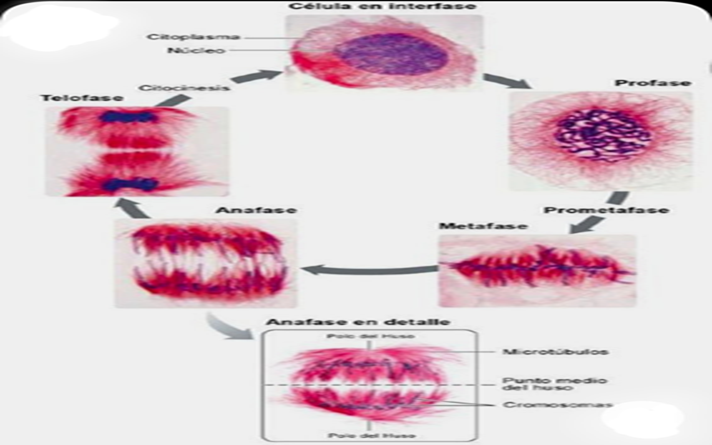 Célula en interfase
Citoplasma
Núcleo
Citocinesis
Telofase
Profase
Anafase
Metafase
Prometafase
Anafase en detalle
Polo del Huso
Microtúbulos
Punto medio
del huso
Cromosomas
Polo del Huso